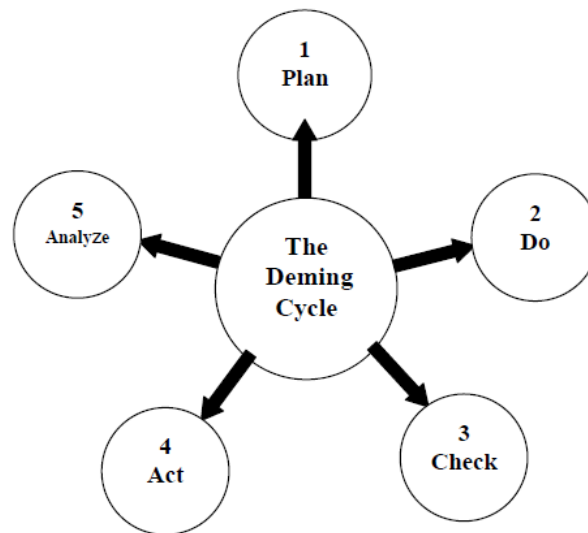 1
Plan
2
Do
3
Check
4
Act
5
Analyze
The
Deming
Cycle